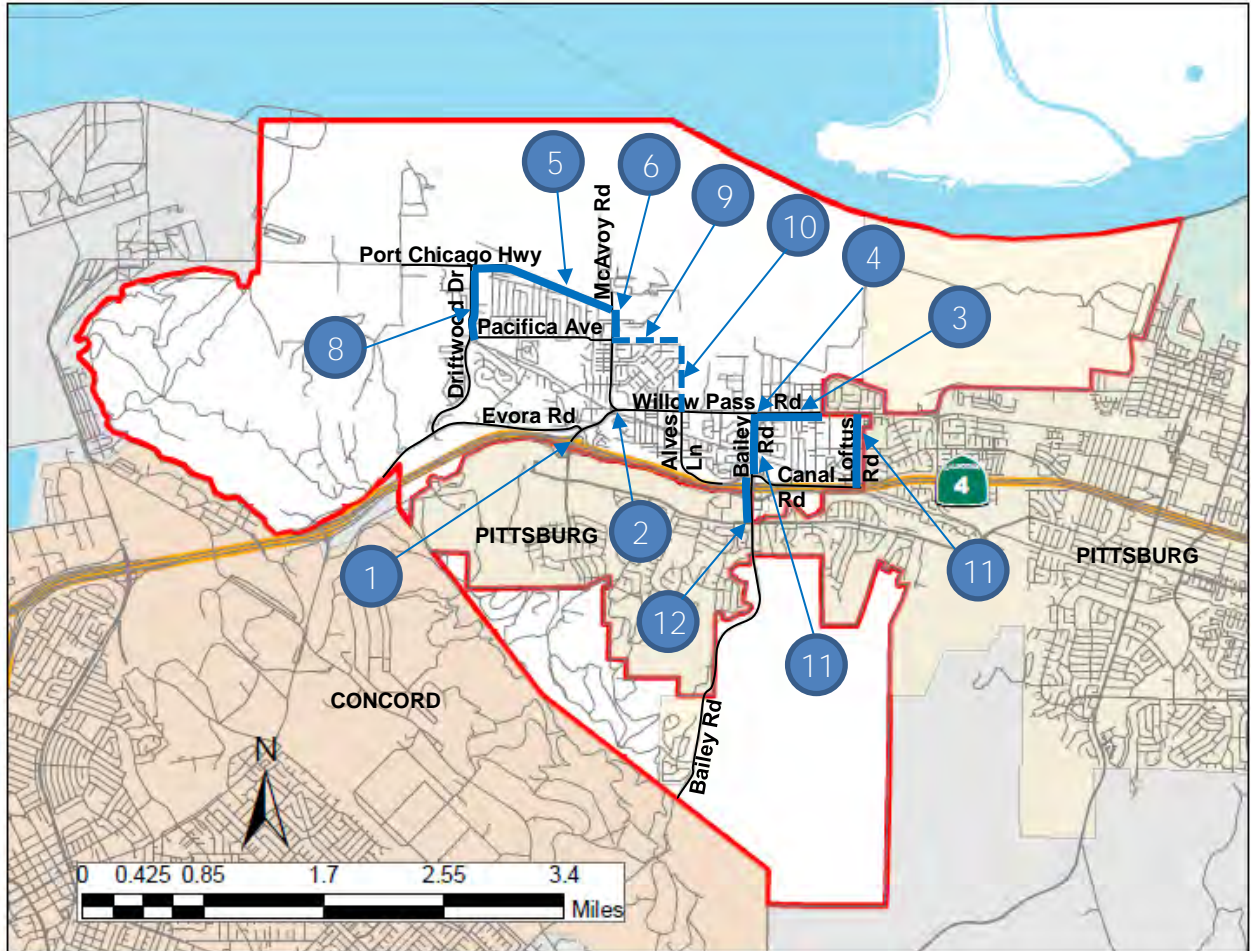 5
6
9
10
4
3
McAvoy Rd
Port Chicago Hwy
8
Driftwood Dr
Pacifica Ave
Willow Pass Rd
Evora Rd
Alves Ln
Bailey Rd
Loftus Rd
Canal Rd
4
PITTSBURG
2
PITTSBURG
1
11
12
11
CONCORD
Bailey Rd
N
0 0.425 0.85 1.7 2.55 3.4
Miles